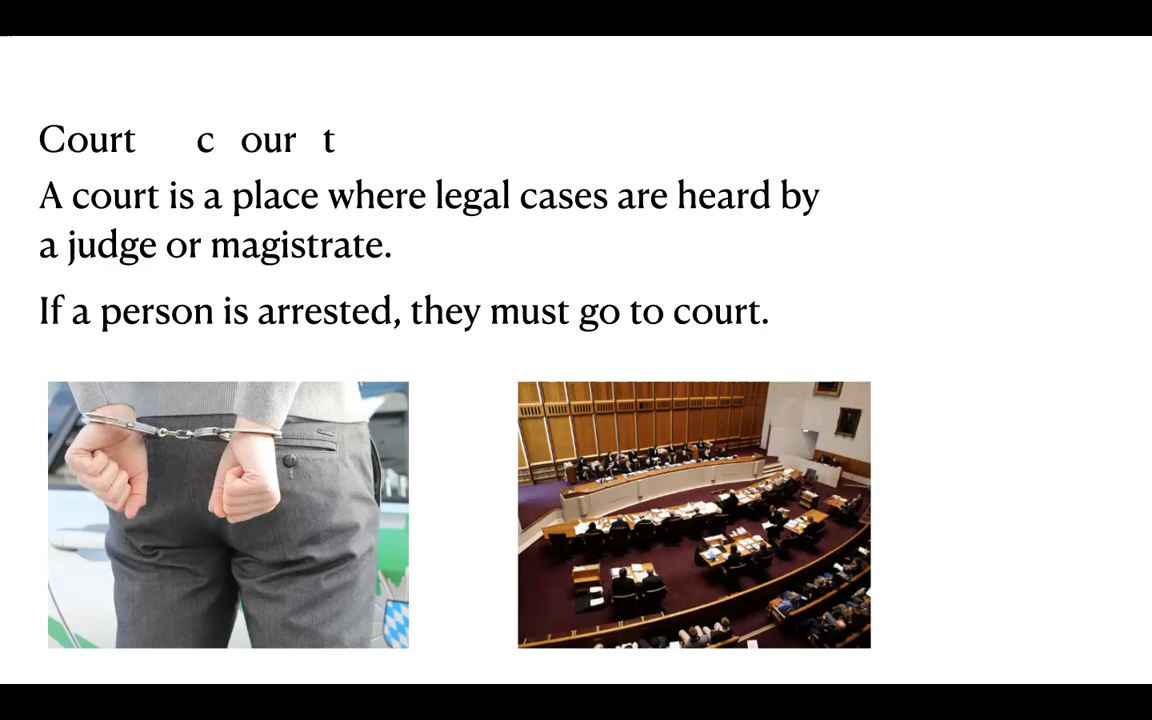 Court c our t
A court is a place where legal cases are heard by
a judge or magistrate.
If a person is arrested, they must go to court.